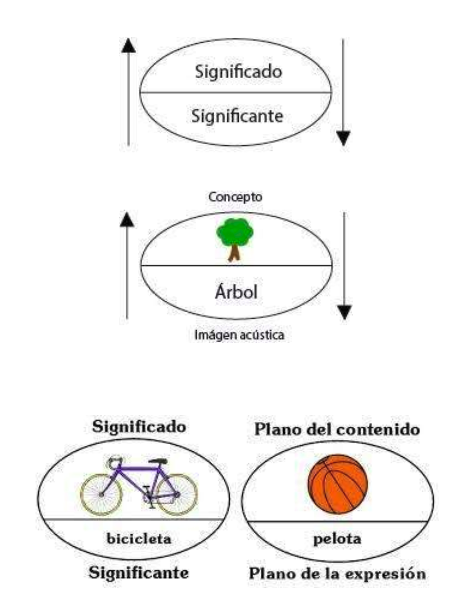 Significado
Significante
Concepto
Árbol
Imágen acústica
Significado
bicicleta
Significante
Plano del contenido
pelota
Plano de la expresión